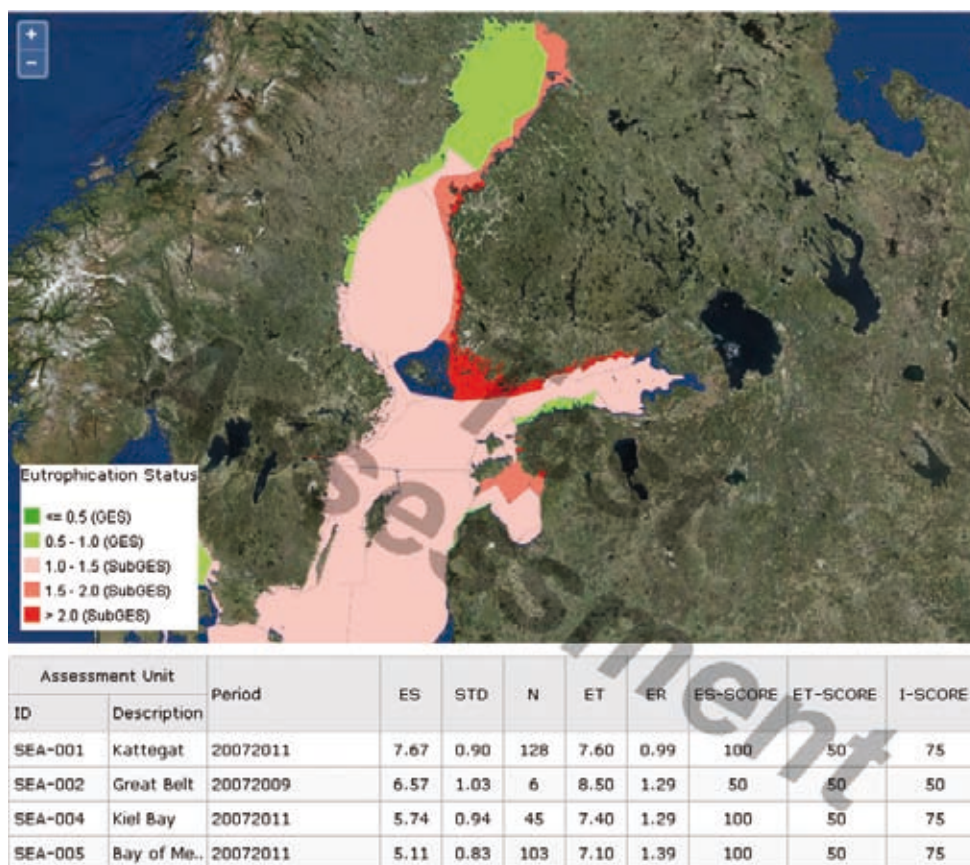 +
−
Eutrophication Status
<= 0.5 (GES)
0.5 - 1.0 (GES)
1.0 - 1.5 (SubGES)
1.5 - 2.0 (SubGES)
> 2.0 (SubGES)
Test
Assessment
Assessment Unit Period ES STD N ET ER ES-SCORE ET-SCORE I-SCORE
ID Description
SEA-001 Kattegat 20072011 7.67 0.90 128 7.60 0.99 100 50 75
SEA-002 Great Belt 20072009 6.57 1.03 6 8.50 1.29 50 50 50
SEA-004 Kiel Bay 20072011 5.74 0.94 45 7.40 1.29 100 50 75
SEA-005 Bay of Me.. 20072011 5.11 0.83 103 7.10 1.39 100 50 75